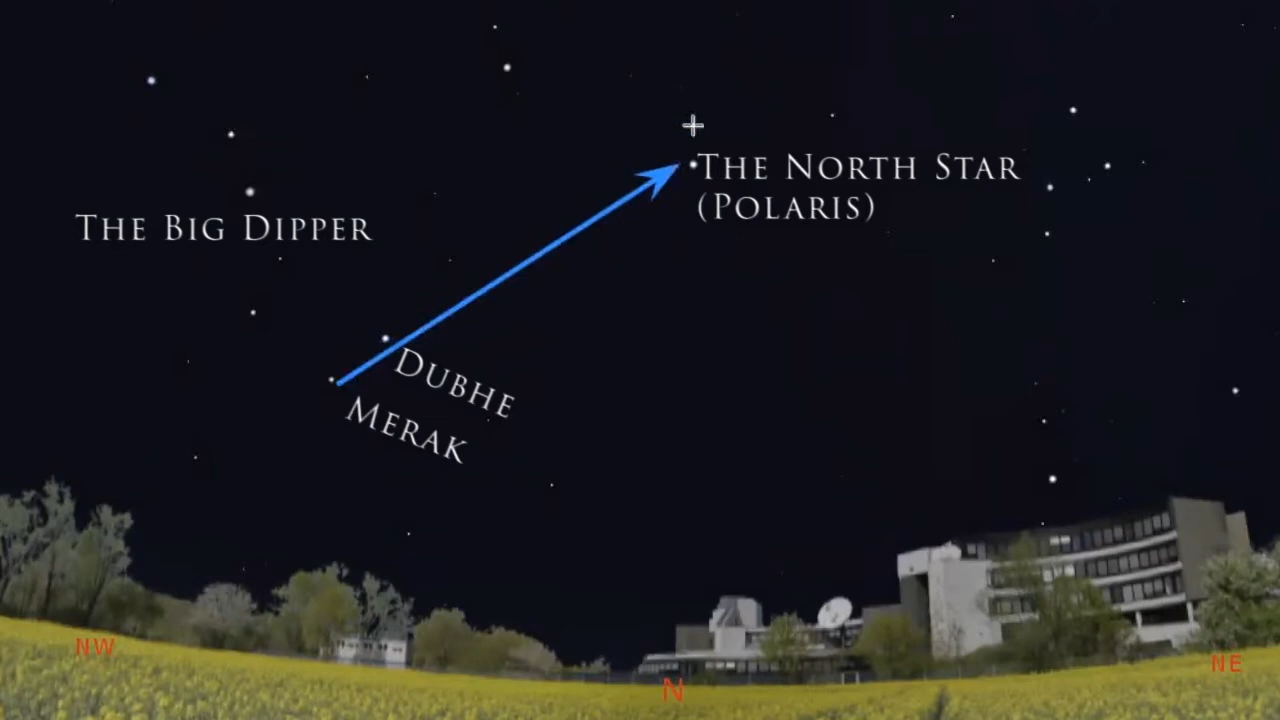 The North Star
(Polaris)
The Big Dipper
Dubhe
Merak
NW
N
NE